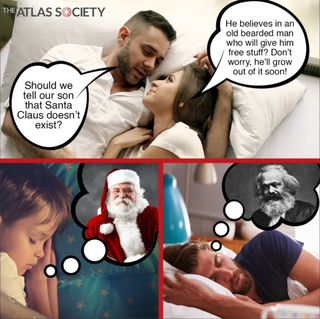 THE ATLAS SOCIETY
He believes in an
old bearded man
who will give him
free stuff? Don't
worry, he'll grow
out of it soon!
Should we
tell our son
that Santa
Claus doesn't
exist?